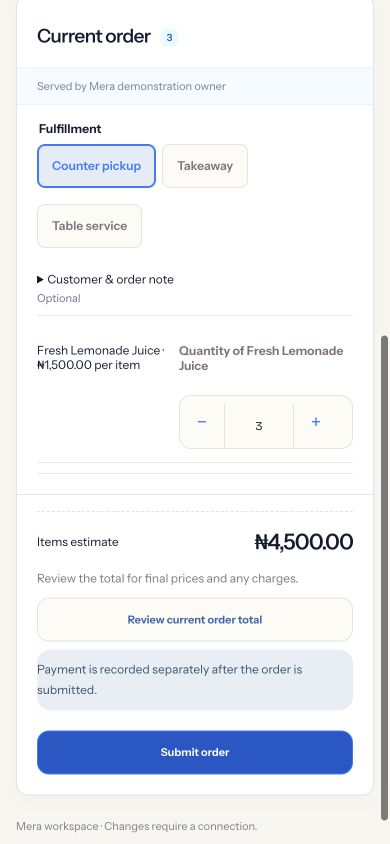 Current order 3
Served by Mera demonstration owner
Fulfillment
Counter pickup Takeaway
Table service
▶ Customer & order note
Optional
Fresh Lemonade Juice ·
₦1,500.00 per item
Quantity of Fresh Lemonade
Juice
− 3 +
Items estimate ₦4,500.00
Review the total for final prices and any charges.
Review current order total
Payment is recorded separately after the order is
submitted.
Submit order
Mera workspace · Changes require a connection.